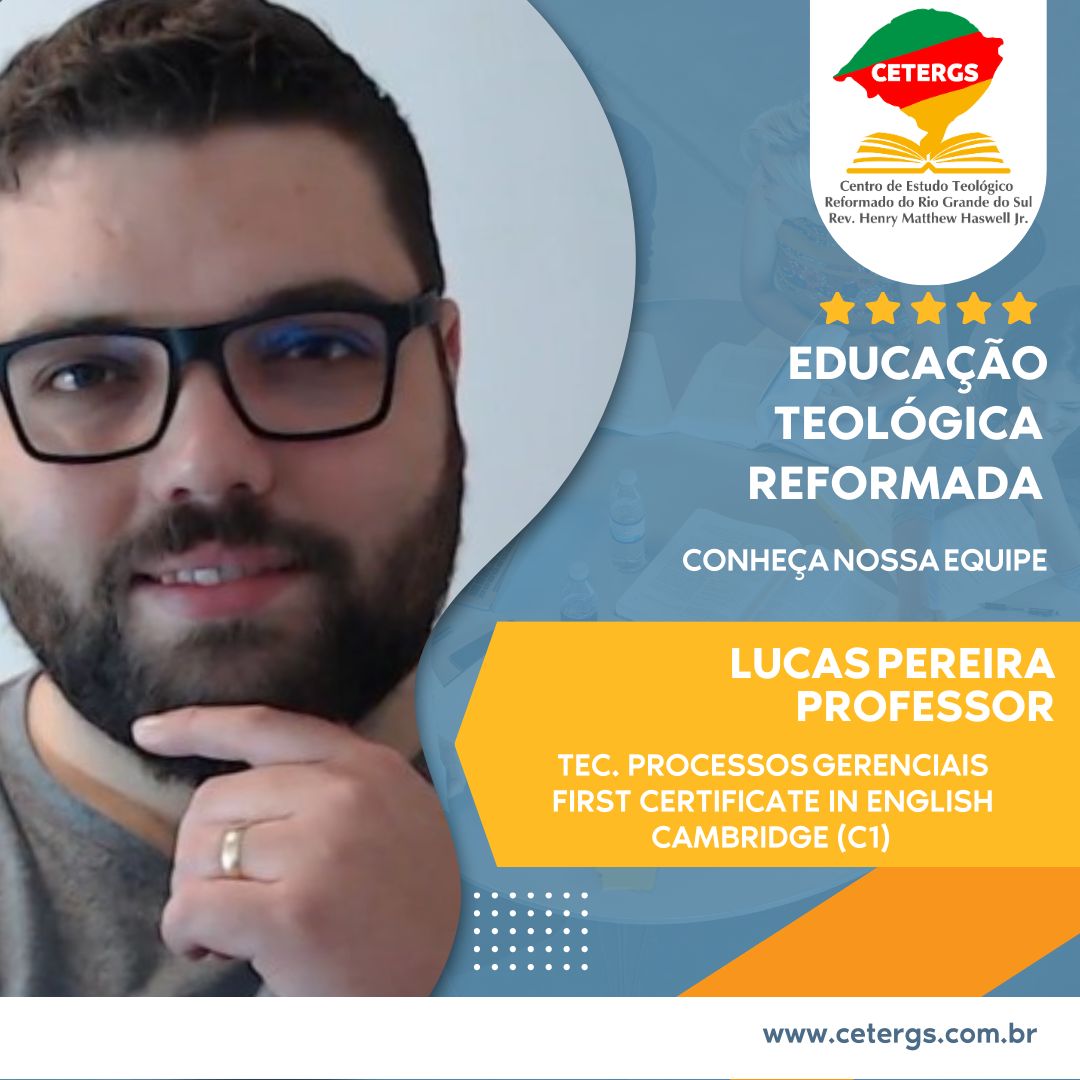 CETERGS
Centro de Estudo Teológico
Reformado do Rio Grande do Sul
Rev. Henry Matthew Haswell Jr.
EDUCAÇÃO
TEOLÓGICA
REFORMADA
CONHEÇA NOSSA EQUIPE
LUCAS PEREIRA
PROFESSOR
TEC. PROCESSOS GERENCIAIS
FIRST CERTIFICATE IN ENGLISH
CAMBRIDGE (C1)
www.cetergs.com.br